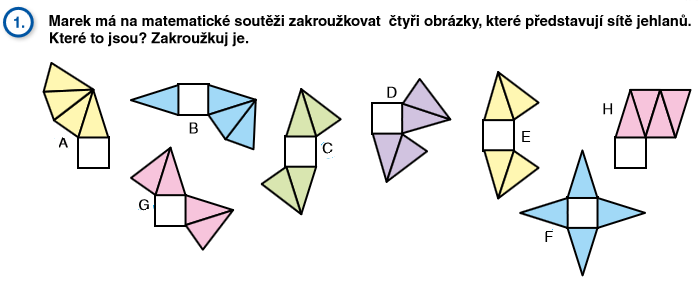 1. Marek má na matematické soutěži zakroužkovat čtyři obrázky, které představují sítě jehlanů.
Které to jsou? Zakroužkuj je.
A
B
C
D
E
H
G
F